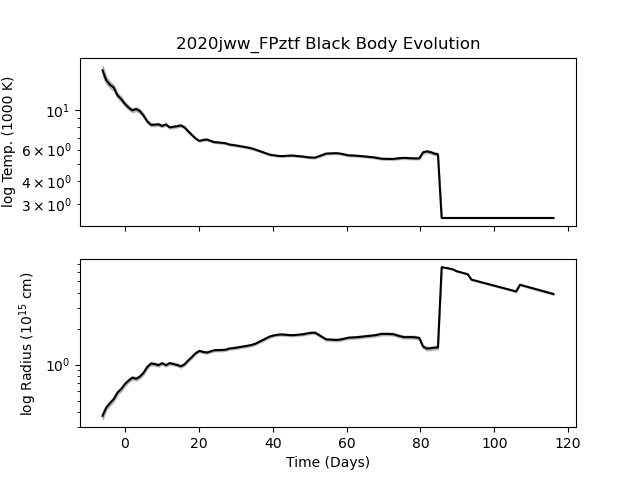 2020jww_FPztf Black Body Evolution
log Temp. (1000 K)
10¹
6 × 10⁰
4 × 10⁰
3 × 10⁰
log Radius (10¹⁵ cm)
10⁰
0 20 40 60 80 100 120
Time (Days)